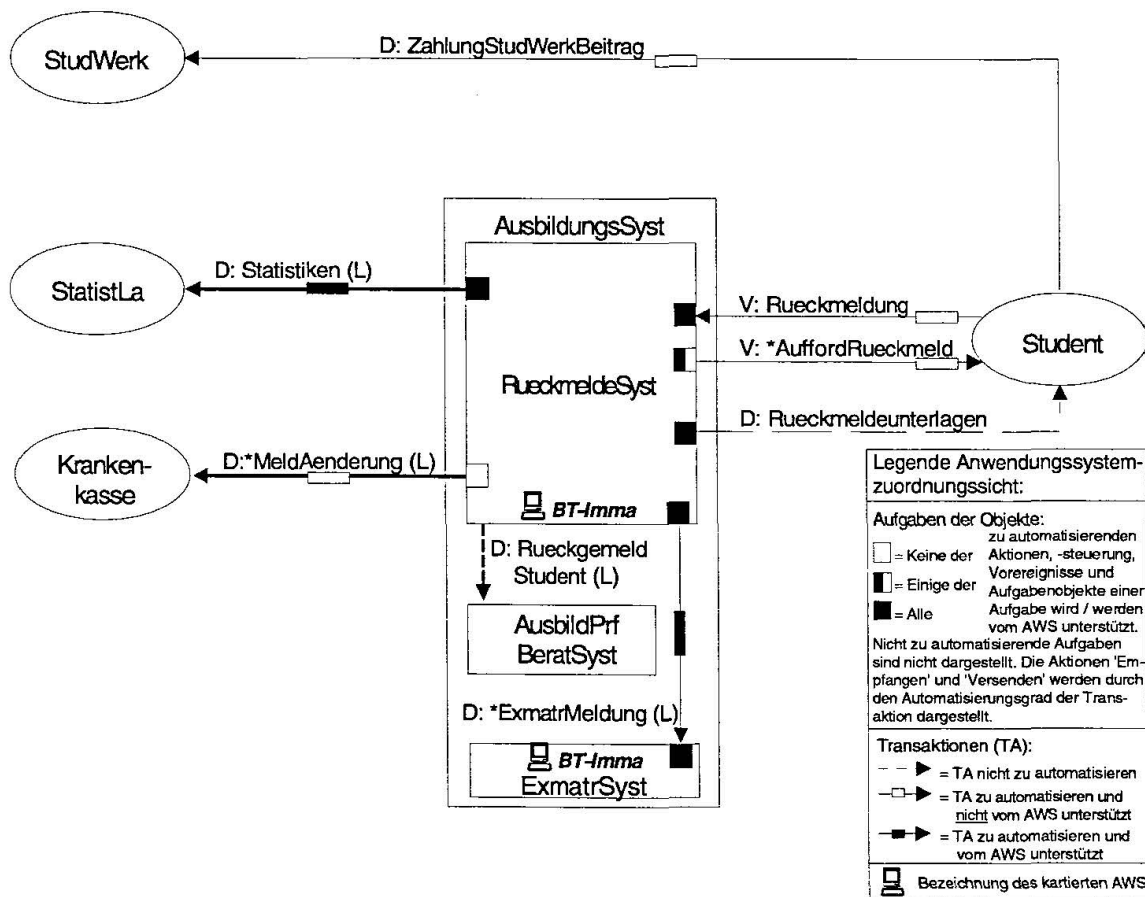 D: ZahlungStudWerkBeitrag
StudWerk
AusbildungsSyst
D: Statistiken (L)
StatistLa
V: Rueckmeldung
V: *AuffordRueckmeld
Student
RueckmeldeSyst
D: Rueckmeldeunterlagen
D:*MeldAenderung (L)
Kranken-
kasse
BT-Imma
D: Rueckgemeld
Student (L)
AusbildPrf
BeratSyst
D: *ExmatrMeldung (L)
BT-Imma
ExmatrSyst
Legende Anwendungssystem-
zuordnungssicht:
Aufgaben der Objekte:
= Keine der
= Einige der
= Alle
zu automatisierenden
Aktionen, -steuerung,
Vorereignisse und
Aufgabenobjekte einer
Aufgabe wird / werden
vom AWS unterstützt.
Nicht zu automatisierende Aufgaben
sind nicht dargestellt. Die Aktionen 'Em-
pfangen' und 'Versenden' werden durch
den Automatisierungsgrad der Trans-
aktion dargestellt.
Transaktionen (TA):
= TA nicht zu automatisieren
= TA zu automatisieren und
nicht vom AWS unterstützt
= TA zu automatisieren und
vom AWS unterstützt
Bezeichnung des kartierten AWS